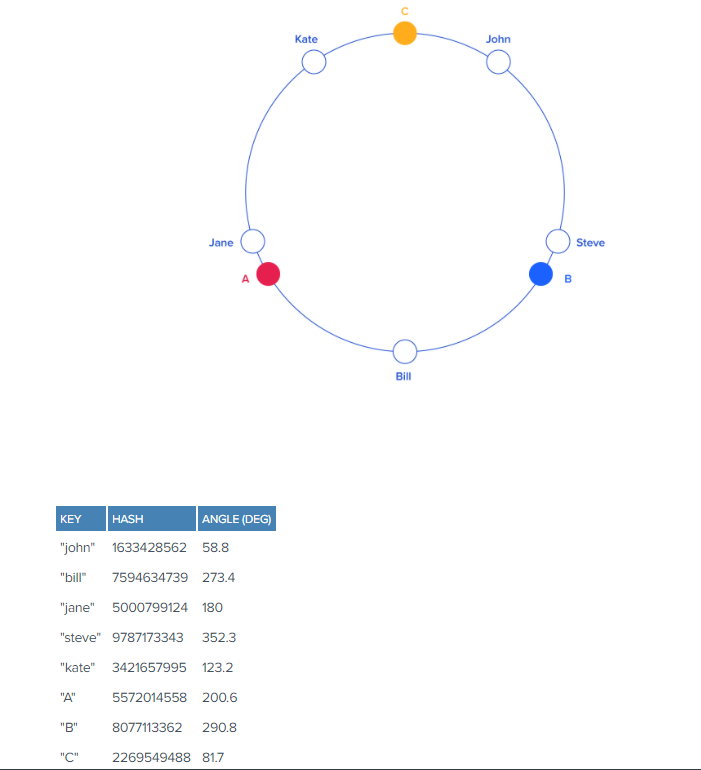 C
Kate John
Jane Steve
A B
Bill
KEY HASH ANGLE (DEG)
"john" 1633428562 58.8
"bill" 7594634739 273.4
"jane" 5000799124 180
"steve" 9787173343 352.3
"kate" 3421657995 123.2
"A" 5572014558 200.6
"B" 8077113362 290.8
"C" 2269549488 81.7